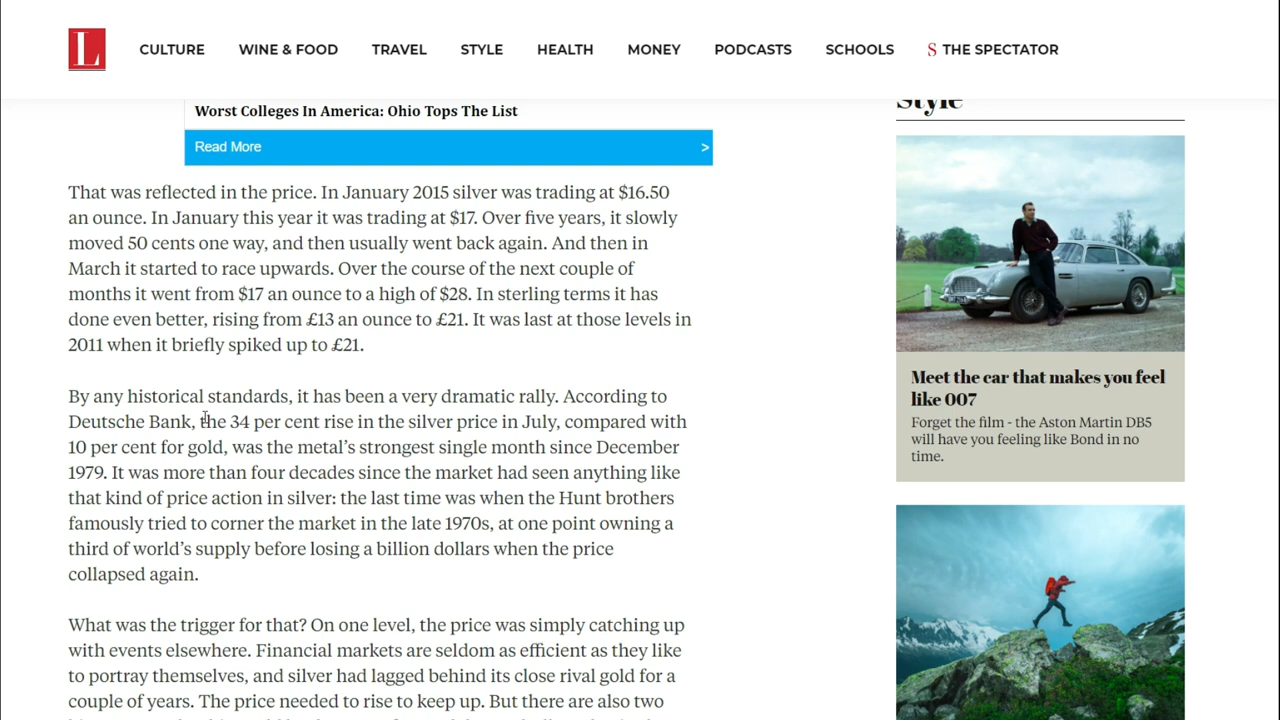 L
CULTURE
WINE & FOOD
TRAVEL
STYLE
HEALTH
MONEY
PODCASTS
SCHOOLS
S THE SPECTATOR
Worst Colleges In America: Ohio Tops The List
Read More >
That was reflected in the price. In January 2015 silver was trading at $16.50
an ounce. In January this year it was trading at $17. Over five years, it slowly
moved 50 cents one way, and then usually went back again. And then in
March it started to race upwards. Over the course of the next couple of
months it went from $17 an ounce to a high of $28. In sterling terms it has
done even better, rising from £13 an ounce to £21. It was last at those levels in
2011 when it briefly spiked up to £21.
By any historical standards, it has been a very dramatic rally. According to
Deutsche Bank, the 34 per cent rise in the silver price in July, compared with
10 per cent for gold, was the metal’s strongest single month since December
1979. It was more than four decades since the market had seen anything like
that kind of price action in silver: the last time was when the Hunt brothers
famously tried to corner the market in the late 1970s, at one point owning a
third of world’s supply before losing a billion dollars when the price
collapsed again.
What was the trigger for that? On one level, the price was simply catching up
with events elsewhere. Financial markets are seldom as efficient as they like
to portray themselves, and silver had lagged behind its close rival gold for a
couple of years. The price needed to rise to keep up. But there are also two
Style
Meet the car that makes you feel
like 007
Forget the film - the Aston Martin DB5
will have you feeling like Bond in no
time.